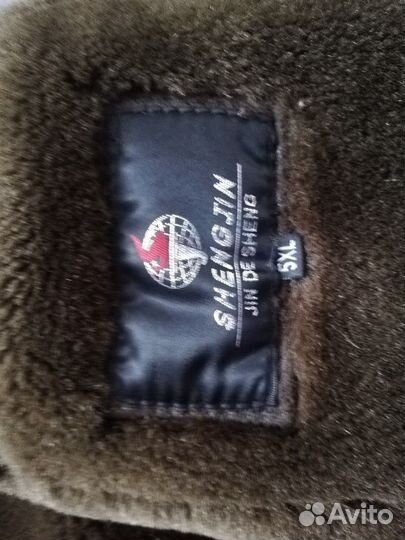 SHENGJIN
JIN DE SHENG
5XL
Avito